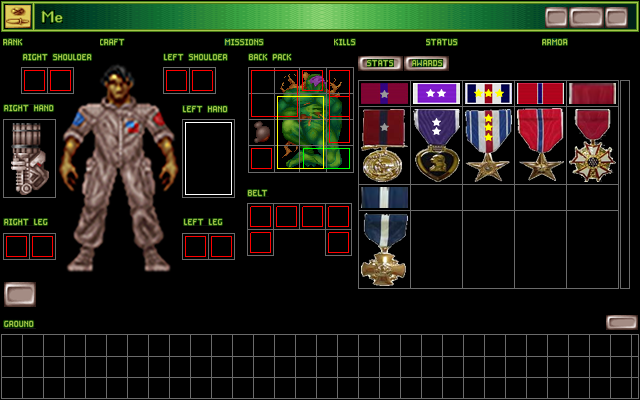 Me
RANK CRAFT MISSIONS KILLS STATUS ARMOR
RIGHT SHOULDER LEFT SHOULDER BACK PACK
STATS AWARDS
RIGHT HAND LEFT HAND
BELT
RIGHT LEG LEFT LEG
GROUND